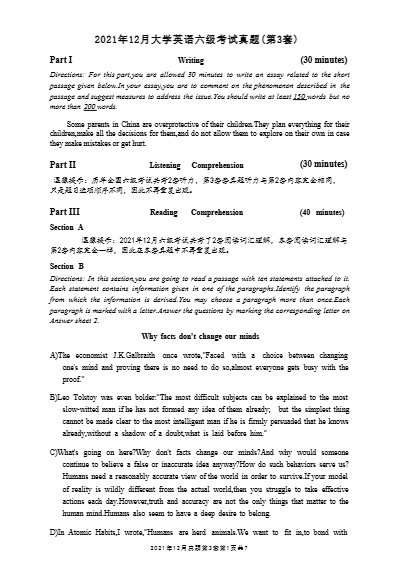 2021年12月大学英语六级考试真题(第3套)
Part I Writing (30 minutes)
Directions: For this part,you are allowed 30 minutes to write an essay related to the short
passage given below.In your essay,you are to comment on the phenomenon described in the
passage and suggest measures to address the issue.You should write at least 150 words but no
more than 200 words.
Some parents in China are overprotective of their children.They plan everything for their
children,make all the decisions for them,and do not allow them to explore on their own in case
they make mistakes or get hurt.
Part II Listening Comprehension (30 minutes)
温馨提示：历年全国六级考试共考2套听力，第3套真题听力与第2套内容完全相同，
只是题目选项顺序不同，因此不再重复出现。
Part III Reading Comprehension (40 minutes)
Section A
温馨提示：2021年12月六级考试共考了2套阅读词汇理解，本套阅读词汇理解与
第2套内容完全一样，因此在本套真题中不再重复出现。
Section B
Directions: In this section,you are going to read a passage with ten statements attached to it.
Each statement contains information given in one of the paragraphs.Identify the paragraph
from which the information is derived.You may choose a paragraph more than once.Each
paragraph is marked with a letter.Answer the questions by marking the corresponding letter on
Answer sheet 2.
Why facts don't change our minds
A)The economist J.K.Galbraith once wrote,"Faced with a choice between changing
one's mind and proving there is no need to do so,almost everyone gets busy with the
proof."
B)Leo Tolstoy was even bolder:"The most difficult subjects can be explained to the most
slow-witted man if he has not formed any idea of them already; but the simplest thing
cannot be made clear to the most intelligent man if he is firmly persuaded that he knows
already,without a shadow of a doubt,what is laid before him."
C)What's going on here?Why don't facts change our minds?And why would someone
continue to believe a false or inaccurate idea anyway?How do such behaviors serve us?
Humans need a reasonably accurate view of the world in order to survive.If your model
of reality is wildly different from the actual world,then you struggle to take effective
actions each day.However,truth and accuracy are not the only things that matter to the
human mind.Humans also seem to have a deep desire to belong.
D)In Atomic Habits,I wrote,"Humans are herd animals.We want to fit in,to bond with
2021年12月真题第3套第1页共7